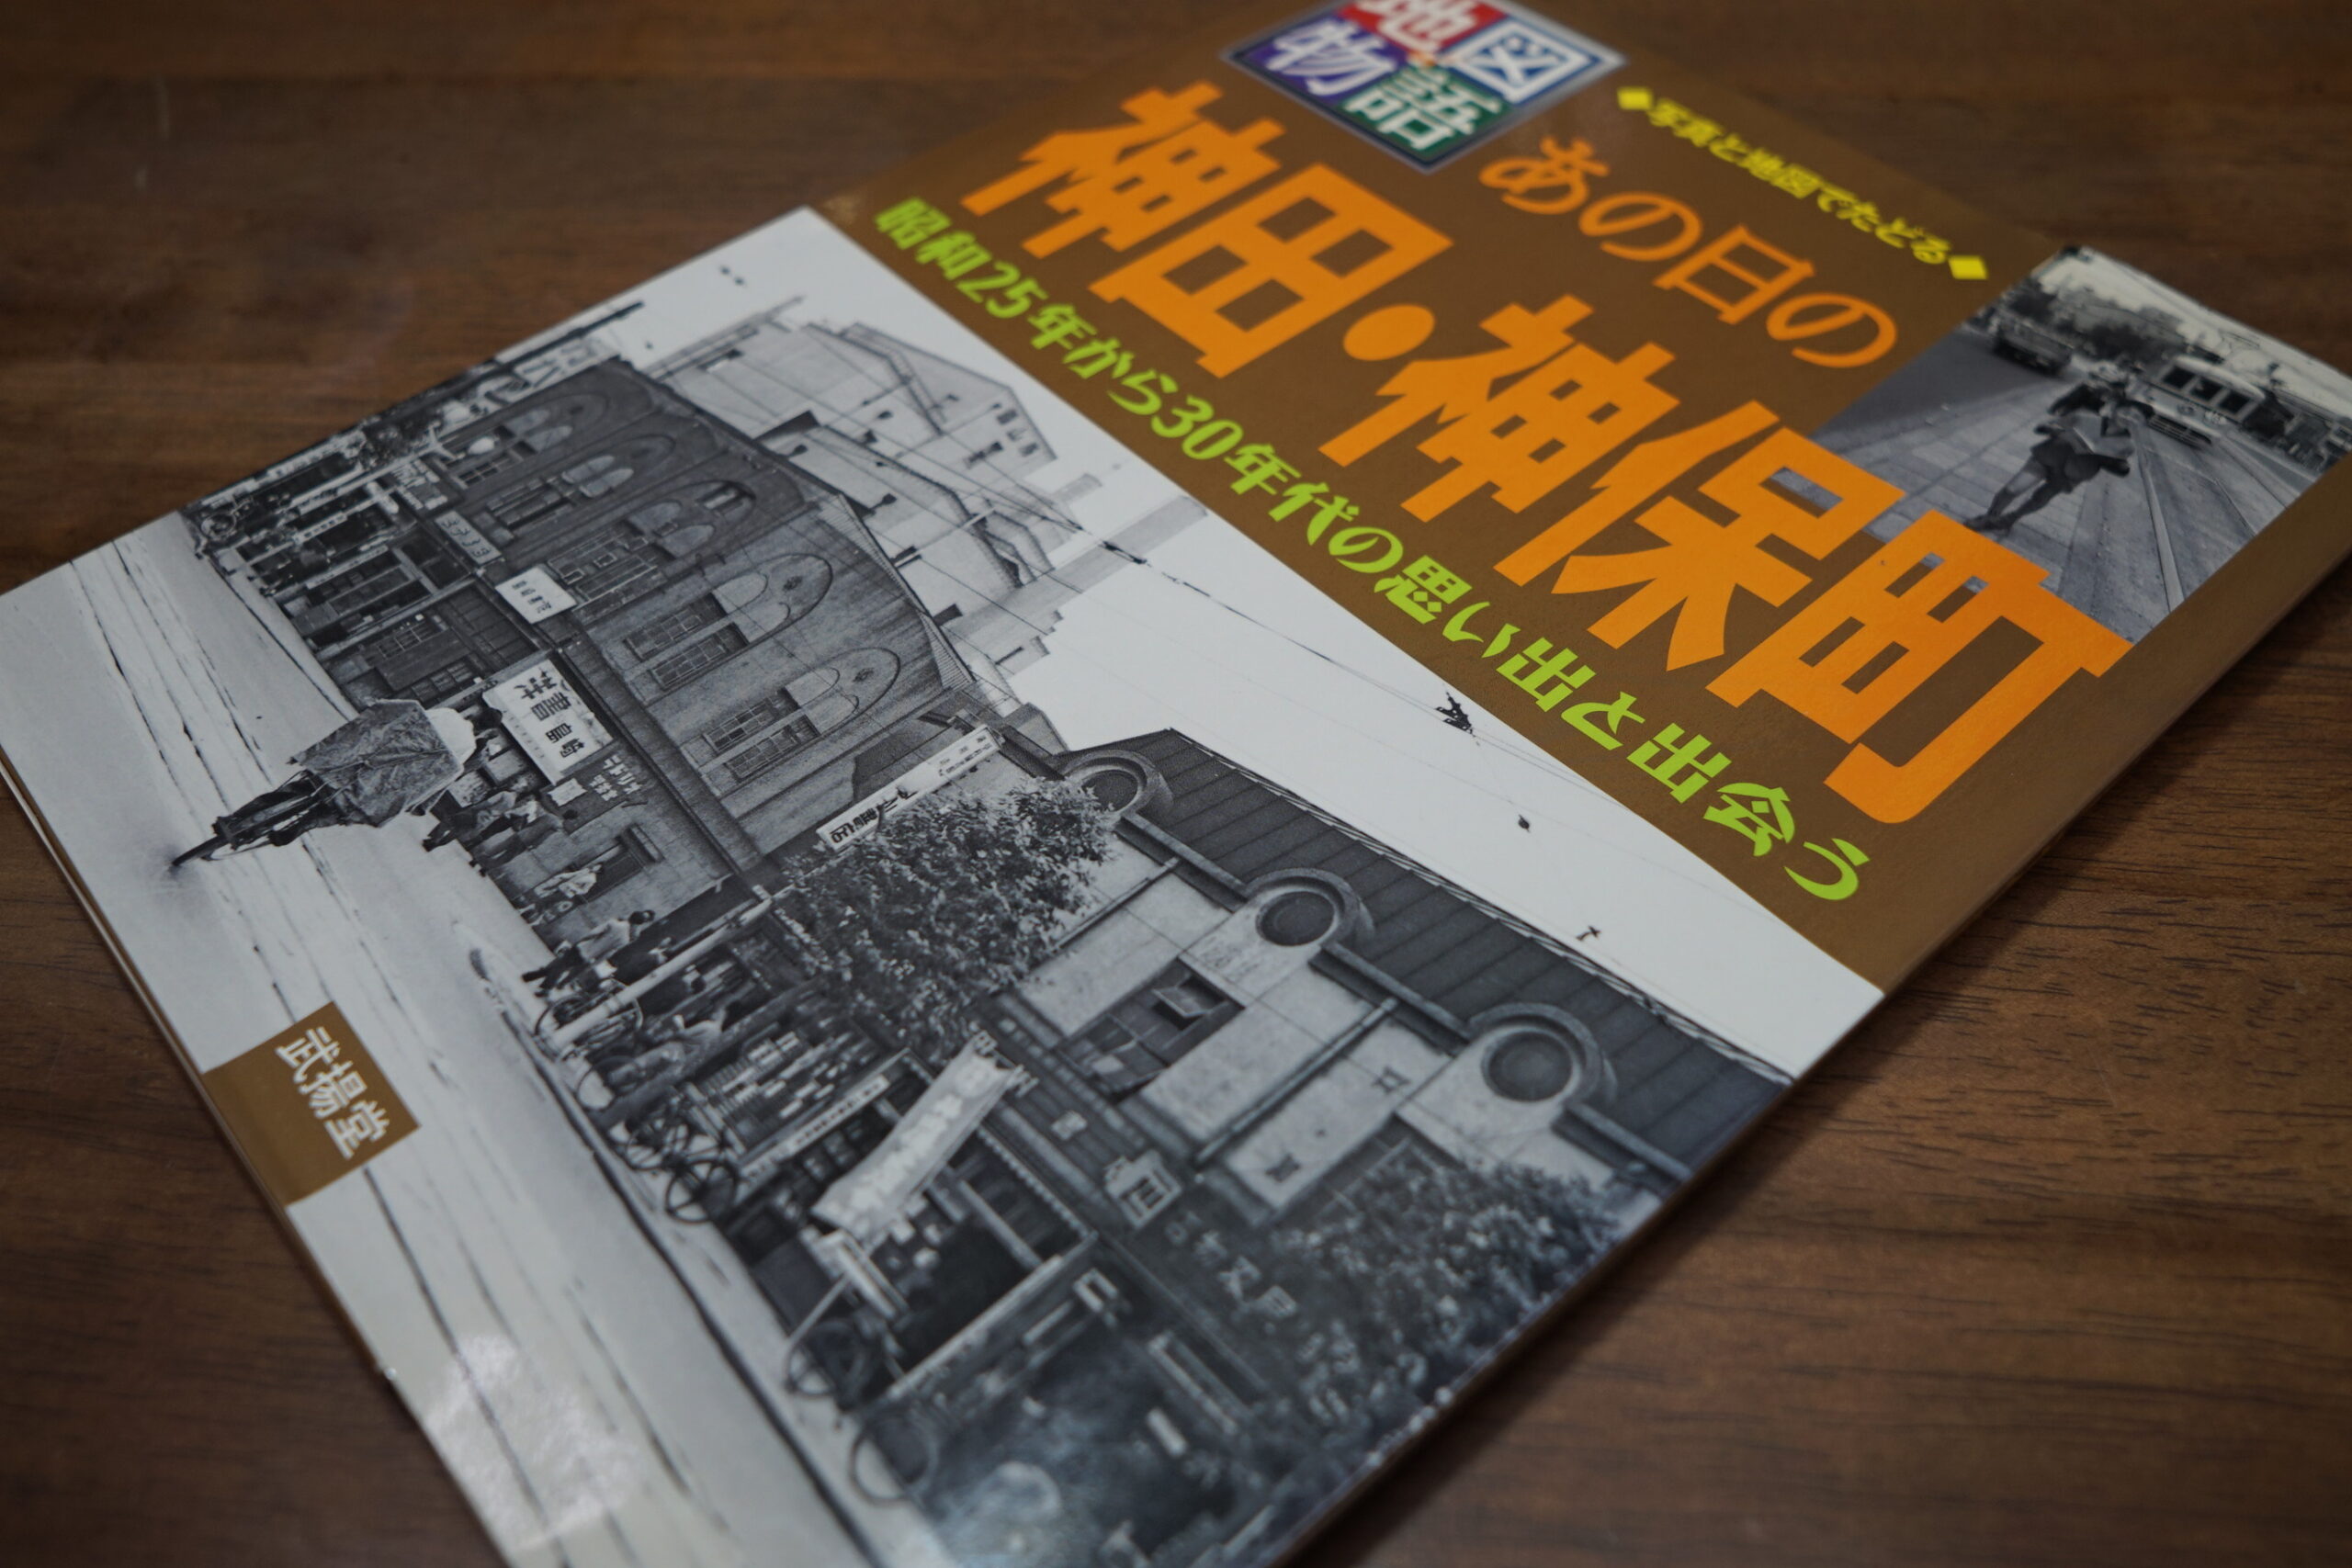 地図
物語
◆写真と地図でたどる◆
あの日の
神田・神保町
昭和25年から30年代の思い出と出会う
武揚堂